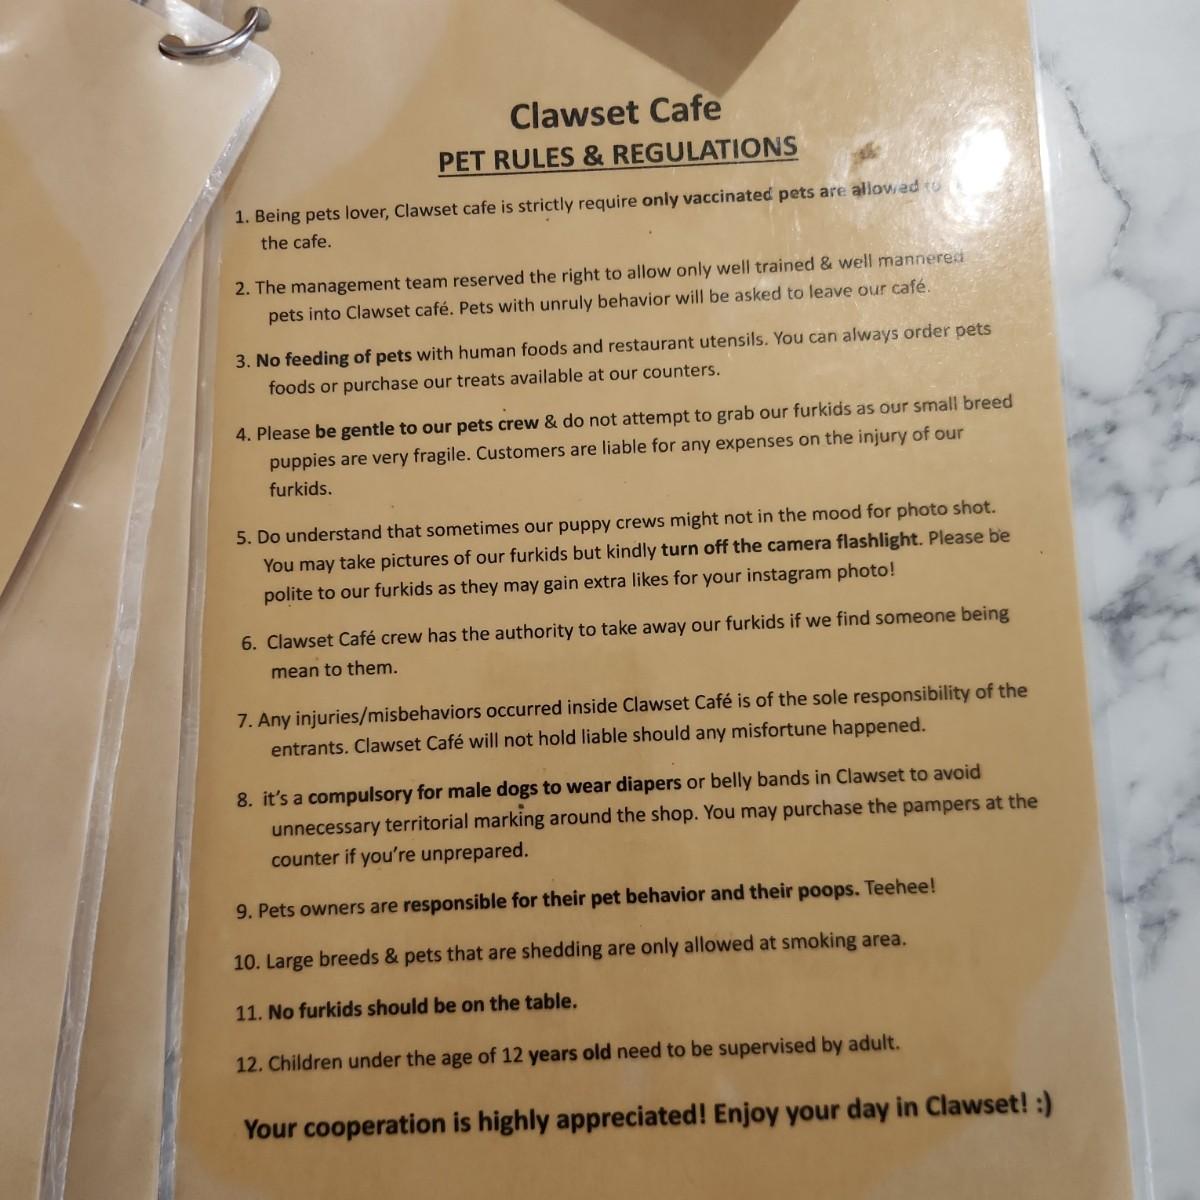 Clawset Cafe
PET RULES & REGULATIONS
1. Being pets lover, Clawset cafe is strictly require only vaccinated pets are allowed to
the cafe.
2. The management team reserved the right to allow only well trained & well mannered
pets into Clawset café. Pets with unruly behavior will be asked to leave our café.
3. No feeding of pets with human foods and restaurant utensils. You can always order pets
foods or purchase our treats available at our counters.
4. Please be gentle to our pets crew & do not attempt to grab our furkids as our small breed
puppies are very fragile. Customers are liable for any expenses on the injury of our
furkids.
5. Do understand that sometimes our puppy crews might not in the mood for photo shot.
You may take pictures of our furkids but kindly turn off the camera flashlight. Please be
polite to our furkids as they may gain extra likes for your instagram photo!
6. Clawset Café crew has the authority to take away our furkids if we find someone being
mean to them.
7. Any injuries/misbehaviors occurred inside Clawset Café is of the sole responsibility of the
entrants. Clawset Café will not hold liable should any misfortune happened.
8. it's a compulsory for male dogs to wear diapers or belly bands in Clawset to avoid
unnecessary territorial marking around the shop. You may purchase the pampers at the
counter if you're unprepared.
9. Pets owners are responsible for their pet behavior and their poops. Teehee!
10. Large breeds & pets that are shedding are only allowed at smoking area.
11. No furkids should be on the table.
12. Children under the age of 12 years old need to be supervised by adult.
Your cooperation is highly appreciated! Enjoy your day in Clawset! :)